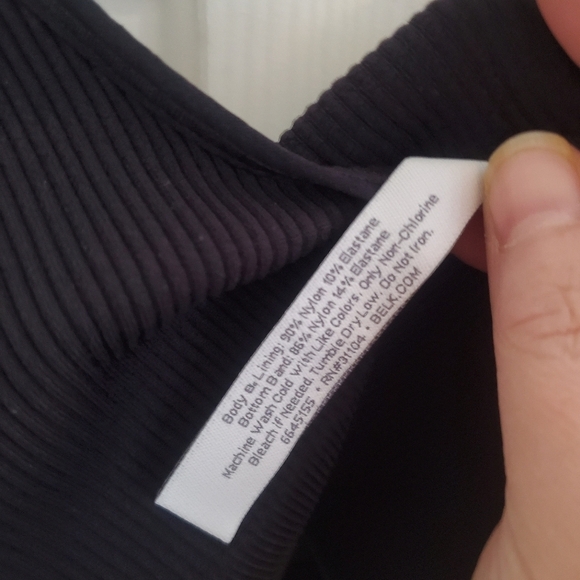 Body & Lining: 90% Nylon 10% Elastane
Bottom Band: 86% Nylon 14% Elastane
Machine Wash Cold With Like Colors, Only Non-Chlorine
Bleach if Needed, Tumble Dry Low, Do Not Iron.
6645155 • RN#31104 • BELK.COM